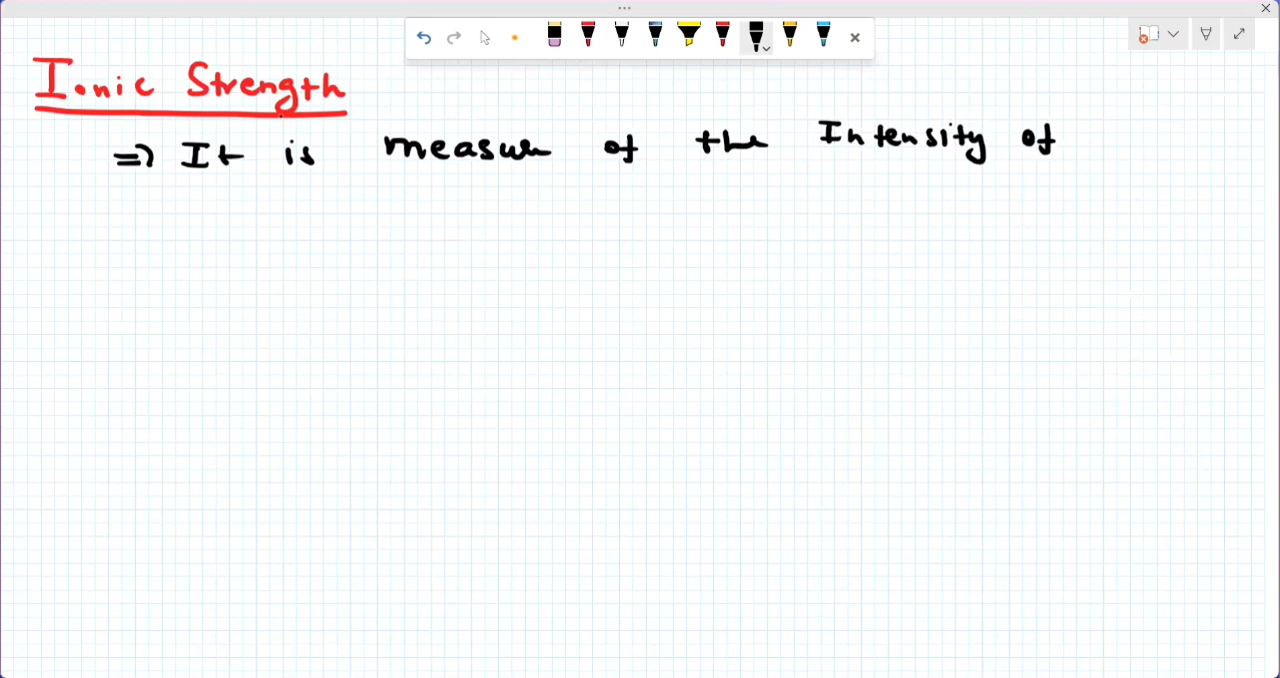 Ionic Strength
⇒ It is measure of the Intensity of